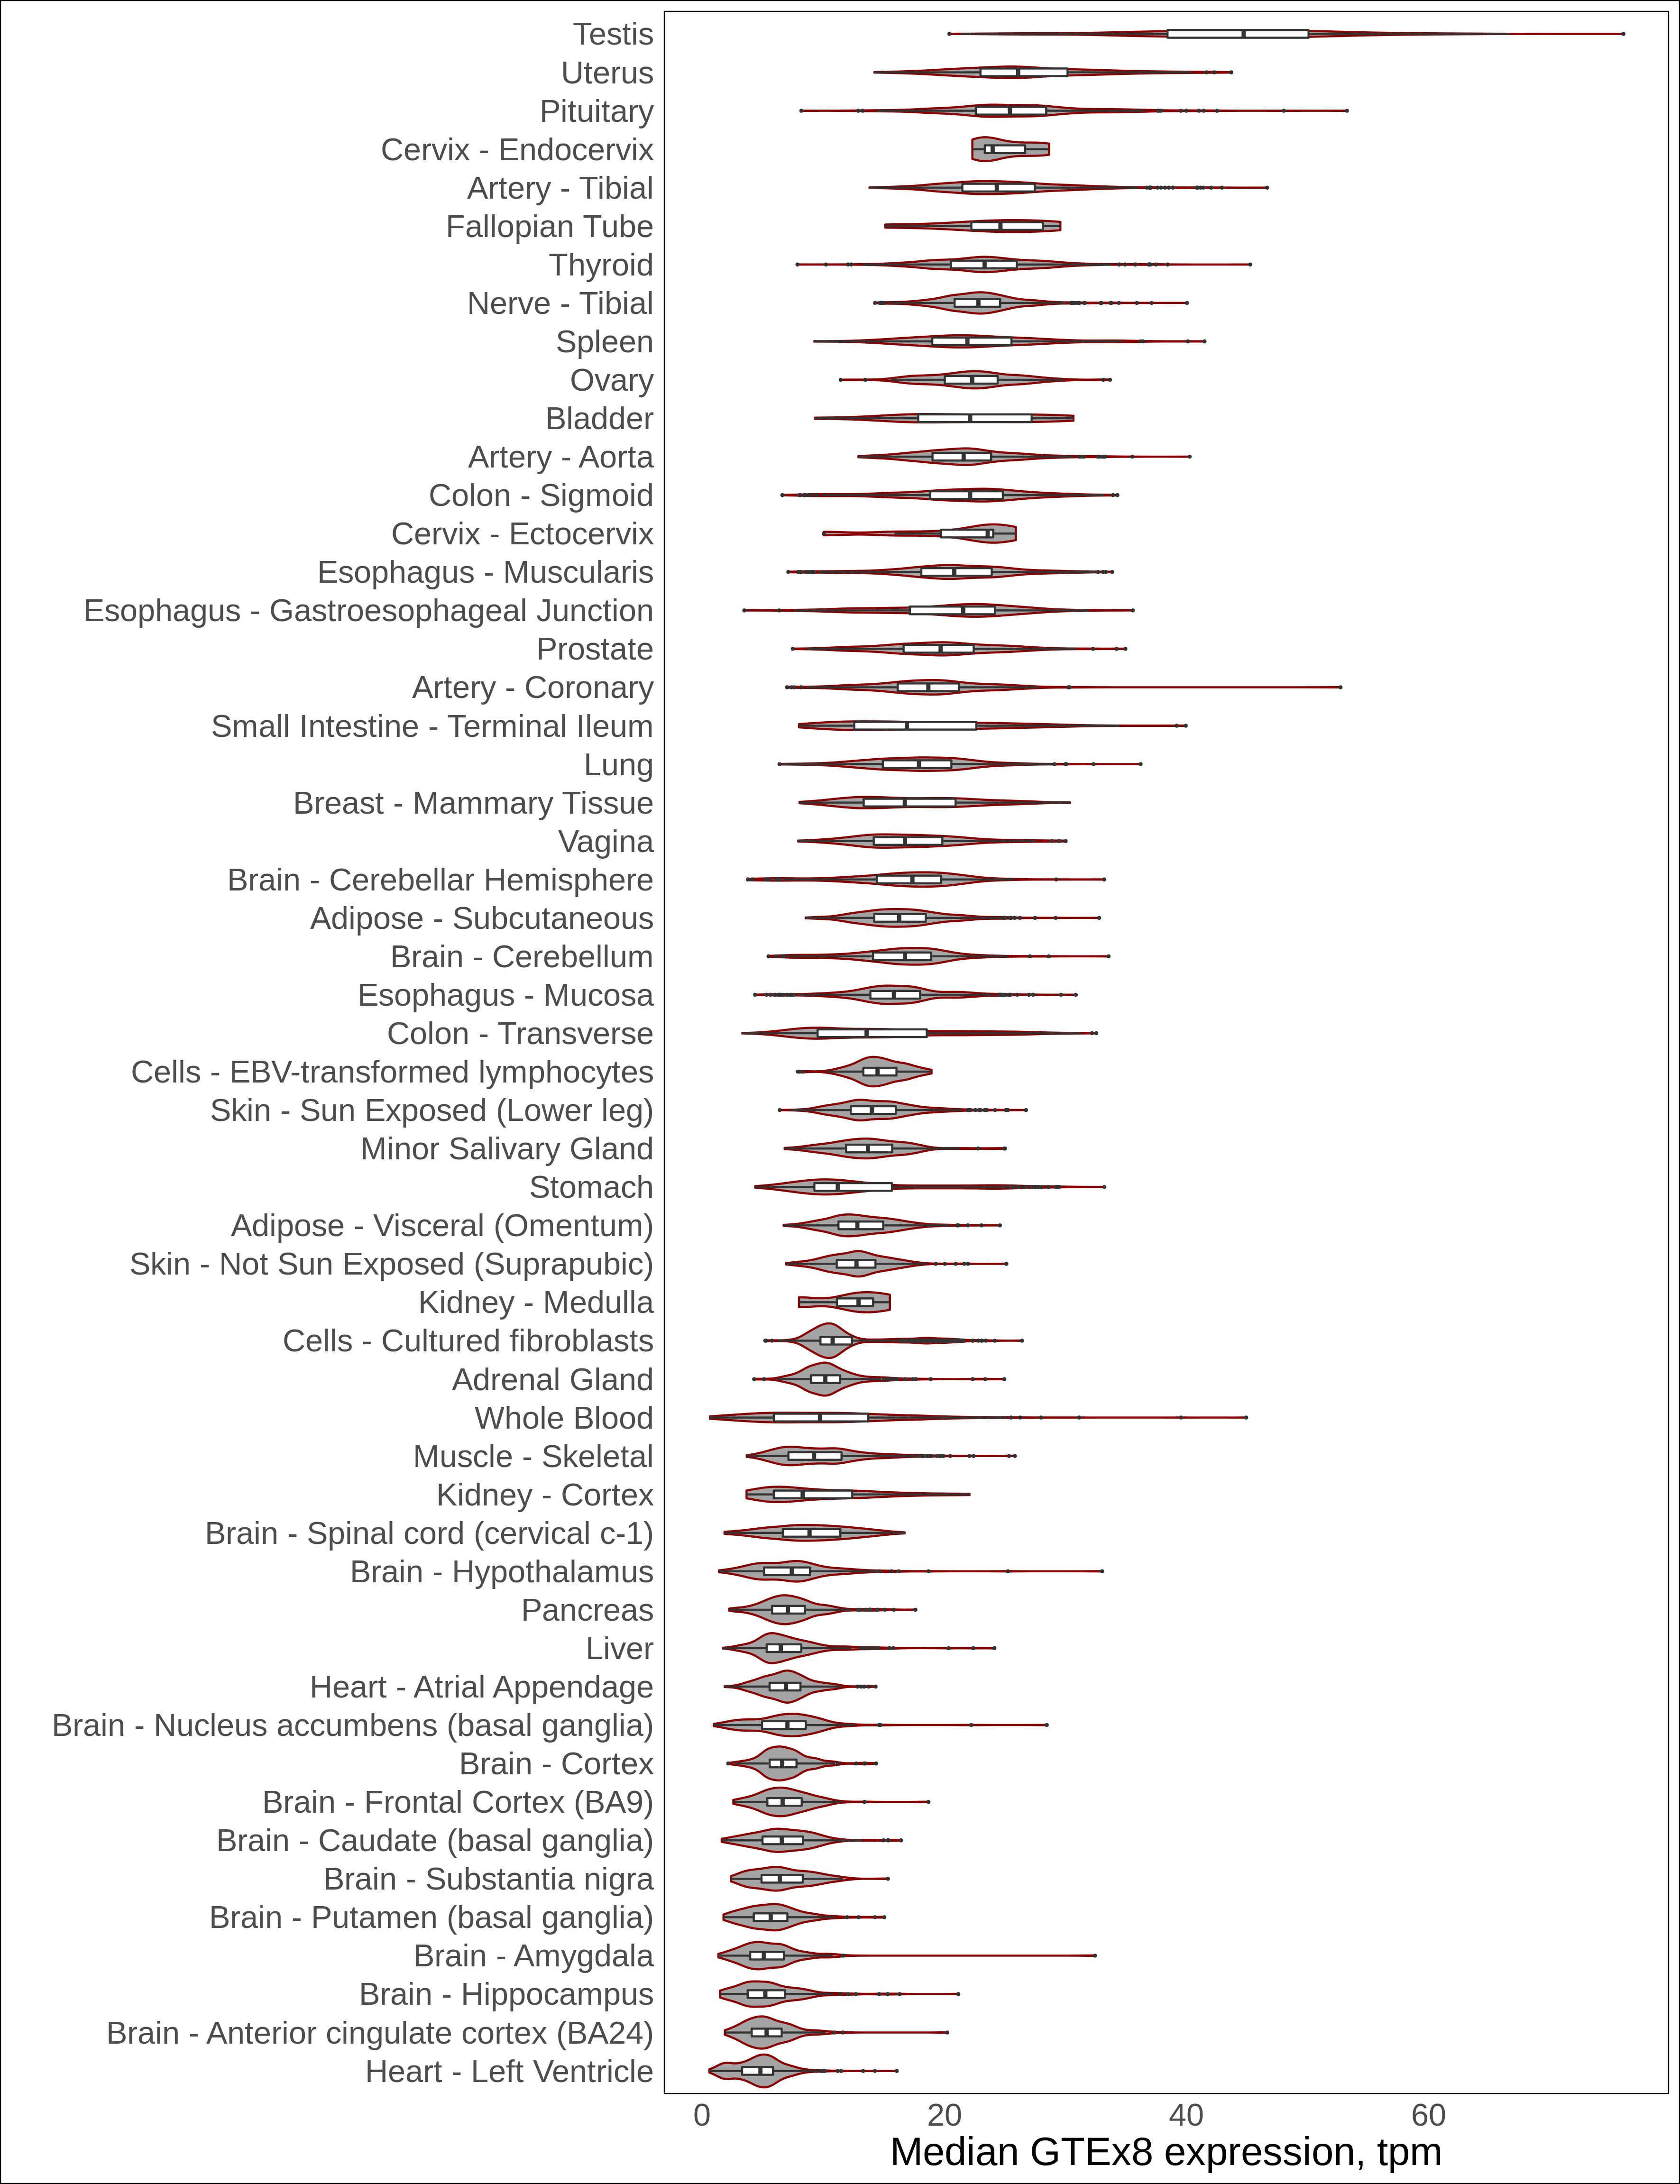 Testis
Uterus
Pituitary
Cervix - Endocervix
Artery - Tibial
Fallopian Tube
Thyroid
Nerve - Tibial
Spleen
Ovary
Bladder
Artery - Aorta
Colon - Sigmoid
Cervix - Ectocervix
Esophagus - Muscularis
Esophagus - Gastroesophageal Junction
Prostate
Artery - Coronary
Small Intestine - Terminal Ileum
Lung
Breast - Mammary Tissue
Vagina
Brain - Cerebellar Hemisphere
Adipose - Subcutaneous
Brain - Cerebellum
Esophagus - Mucosa
Colon - Transverse
Cells - EBV-transformed lymphocytes
Skin - Sun Exposed (Lower leg)
Minor Salivary Gland
Stomach
Adipose - Visceral (Omentum)
Skin - Not Sun Exposed (Suprapubic)
Kidney - Medulla
Cells - Cultured fibroblasts
Adrenal Gland
Whole Blood
Muscle - Skeletal
Kidney - Cortex
Brain - Spinal cord (cervical c-1)
Brain - Hypothalamus
Pancreas
Liver
Heart - Atrial Appendage
Brain - Nucleus accumbens (basal ganglia)
Brain - Cortex
Brain - Frontal Cortex (BA9)
Brain - Caudate (basal ganglia)
Brain - Substantia nigra
Brain - Putamen (basal ganglia)
Brain - Amygdala
Brain - Hippocampus
Brain - Anterior cingulate cortex (BA24)
Heart - Left Ventricle
0 20 40 60
Median GTEx8 expression, tpm